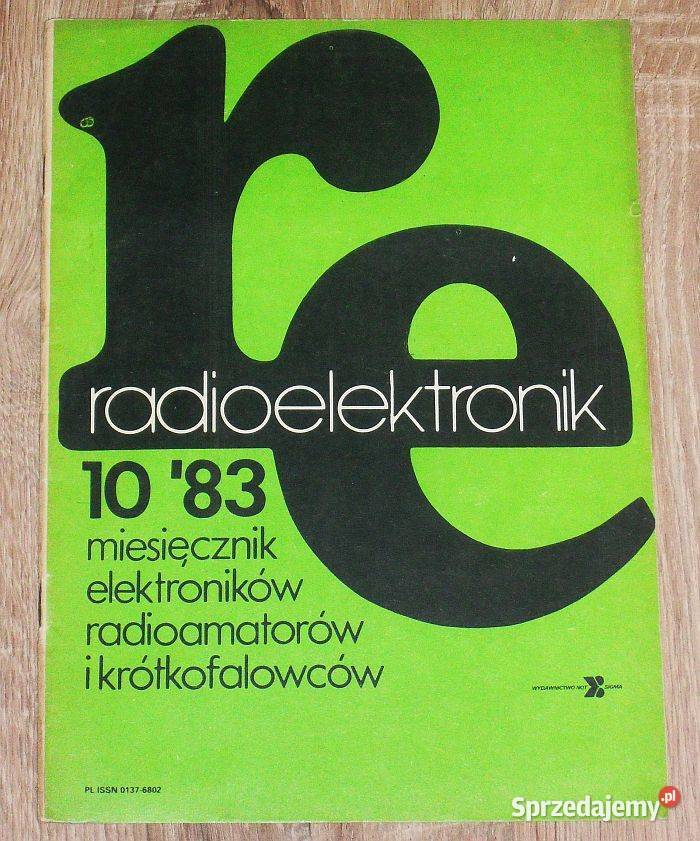 re
radioelektronik
10 '83
miesięcznik
elektroników
radioamatorów
i krótkofalowców
WYDAWNICTWO NOT SIGMA
PL ISSN 0137-6802
Sprzedajemy.pl